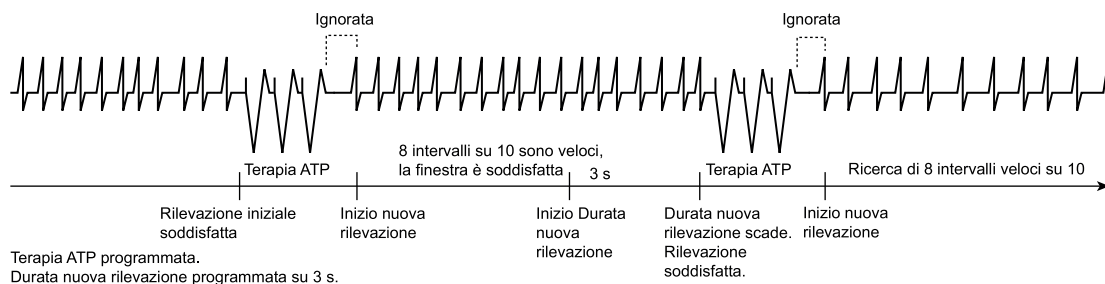 Ignorata
Ignorata
8 intervalli su 10 sono veloci,
la finestra è soddisfatta
Terapia ATP
3 s
Terapia ATP
Ricerca di 8 intervalli veloci su 10
Rilevazione iniziale
soddisfatta
Inizio nuova
rilevazione
Inizio Durata
nuova
rilevazione
Durata nuova
rilevazione scade.
Rilevazione
soddisfatta.
Inizio nuova
rilevazione
Terapia ATP programmata.
Durata nuova rilevazione programmata su 3 s.